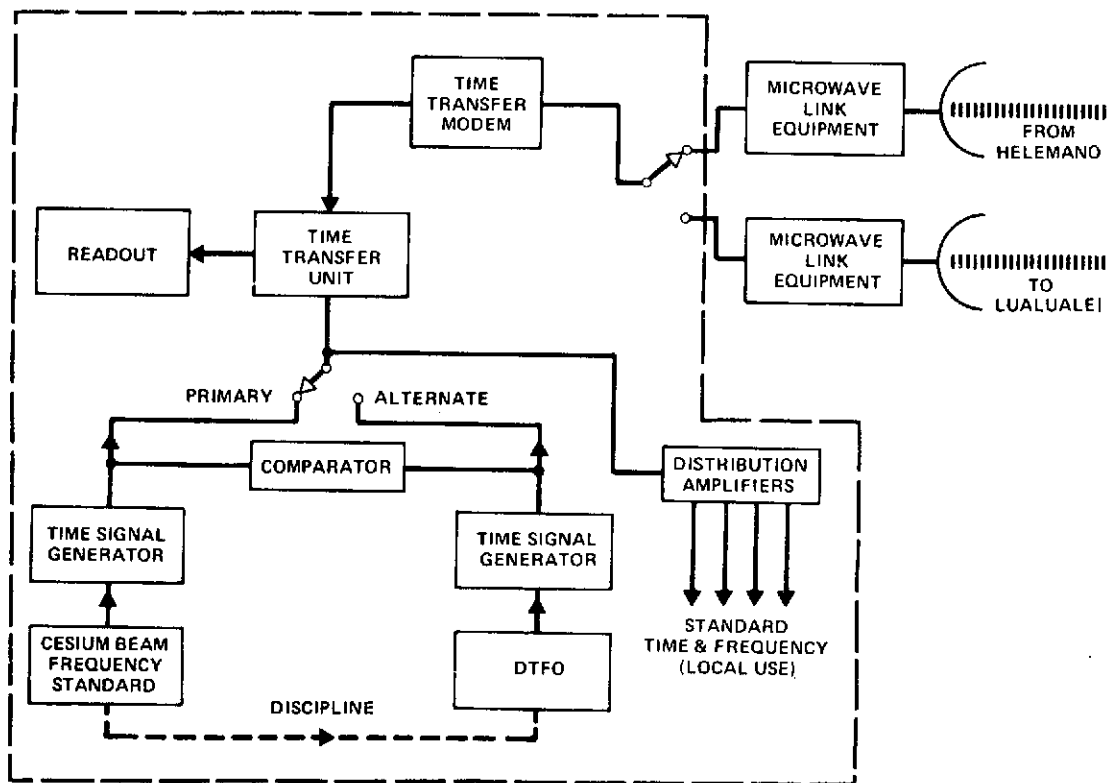 TIME
TRANSFER
MODEM
MICROWAVE
LINK
EQUIPMENT
FROM
HELEMANO
READOUT
TIME
TRANSFER
UNIT
MICROWAVE
LINK
EQUIPMENT
TO
LUALUALEI
PRIMARY
ALTERNATE
COMPARATOR
DISTRIBUTION
AMPLIFIERS
TIME SIGNAL
GENERATOR
TIME SIGNAL
GENERATOR
STANDARD
TIME & FREQUENCY
(LOCAL USE)
CESIUM BEAM
FREQUENCY
STANDARD
DTFO
DISCIPLINE